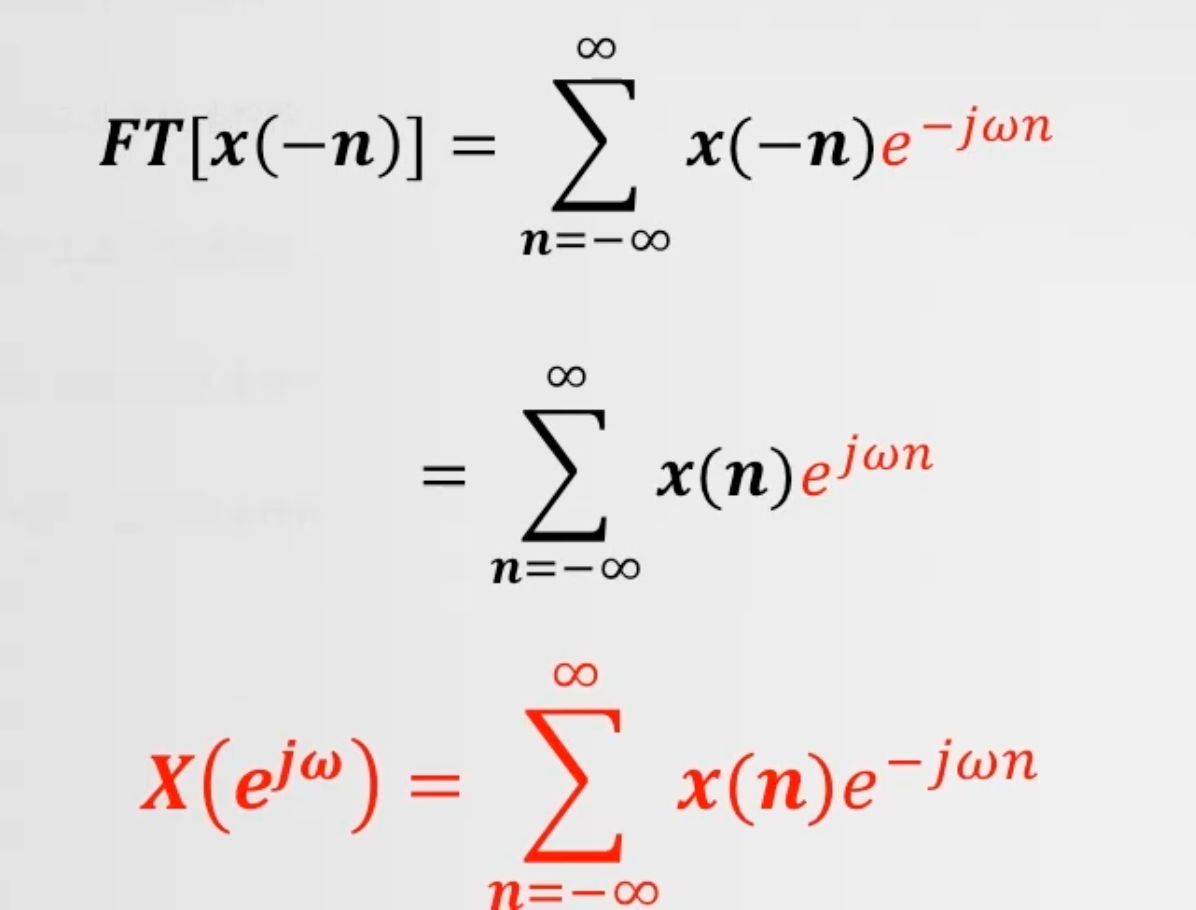 FT[x(−n)] = ∑_{n=−∞}^{∞} x(−n)e^{−jωn}
= ∑_{n=−∞}^{∞} x(n)e^{jωn}
X(e^{jω}) = ∑_{n=−∞}^{∞} x(n)e^{−jωn}